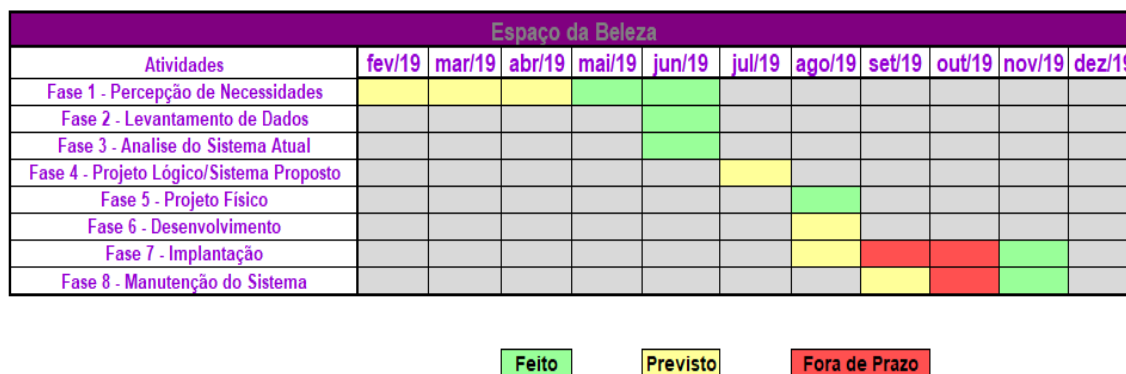 Espaço da Beleza
Atividades fev/19 mar/19 abr/19 mai/19 jun/19 jul/19 ago/19 set/19 out/19 nov/19 dez/19
Fase 1 - Percepção de Necessidades
Fase 2 - Levantamento de Dados
Fase 3 - Analise do Sistema Atual
Fase 4 - Projeto Lógico/Sistema Proposto
Fase 5 - Projeto Físico
Fase 6 - Desenvolvimento
Fase 7 - Implantação
Fase 8 - Manutenção do Sistema
Feito Previsto Fora de Prazo